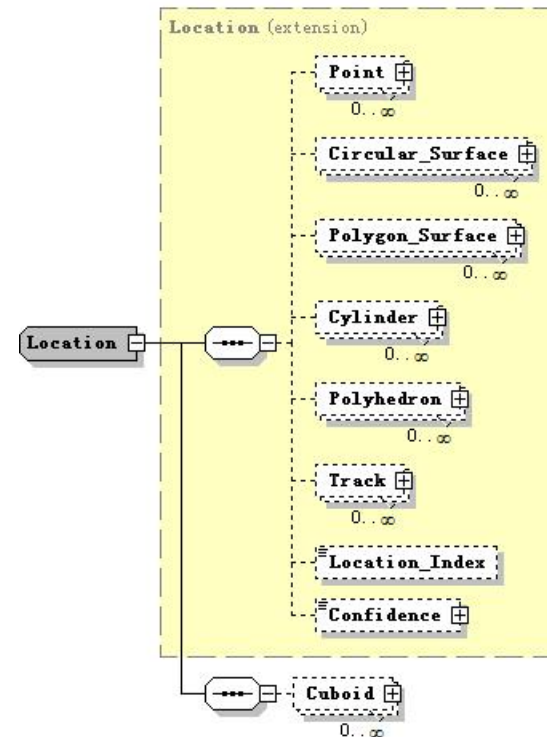 Location (extension)
Point
0..∞
Circular_Surface
0..∞
Polygon_Surface
0..∞
Cylinder
0..∞
Location
Polyhedron
0..∞
Track
0..∞
Location_Index
Confidence
Cuboid
0..∞